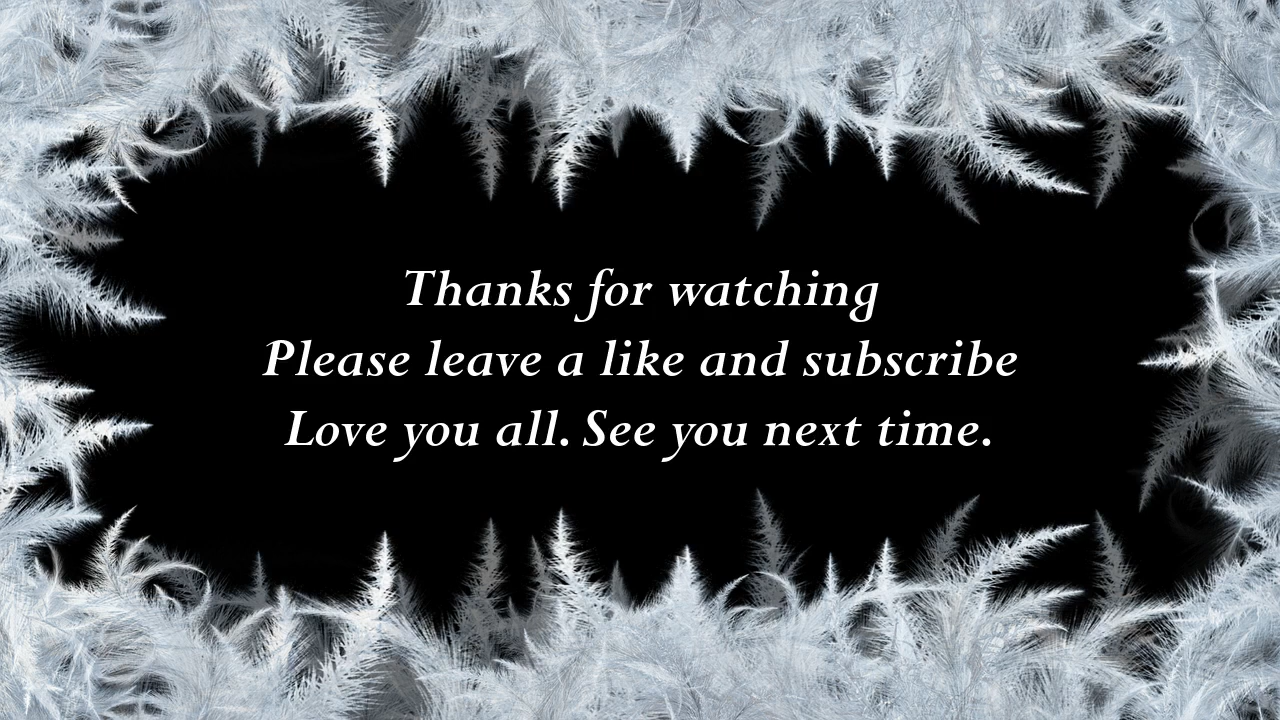 Thanks for watching
Please leave a like and subscribe
Love you all. See you next time.